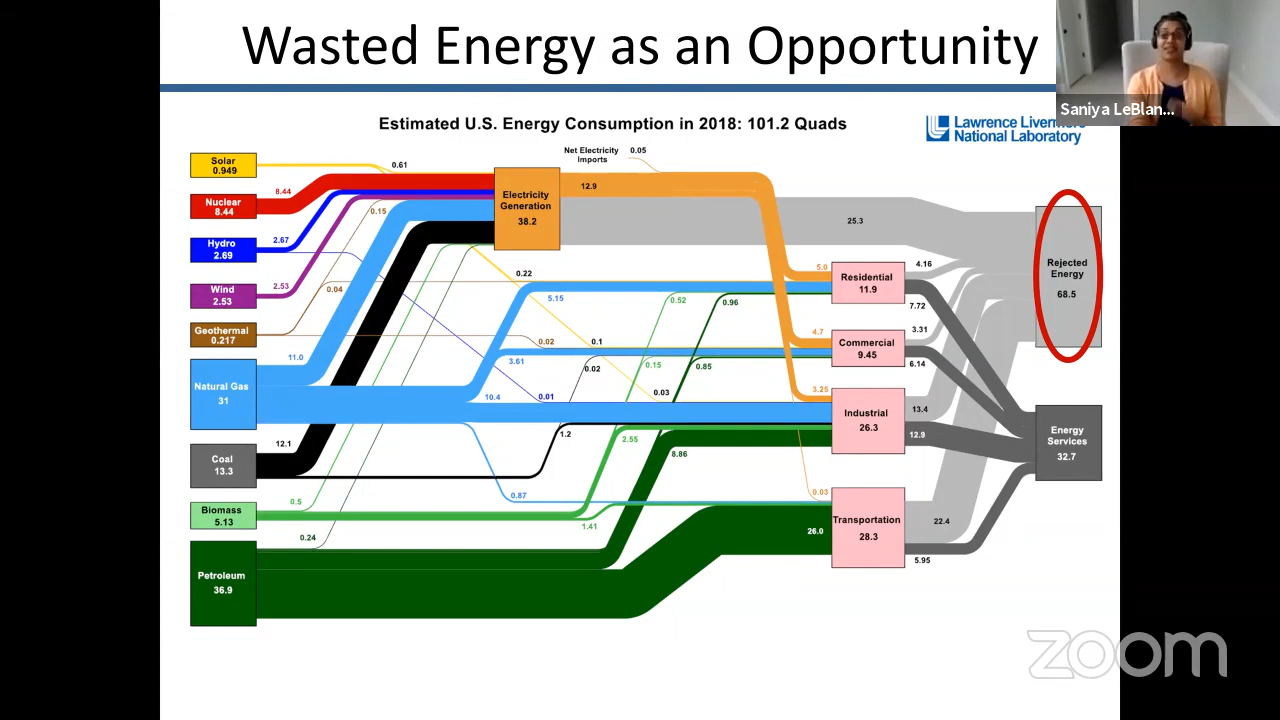 Wasted Energy as an Opportunity
Saniya LeBlan...
Estimated U.S. Energy Consumption in 2018: 101.2 Quads
Lawrence Livermore
National Laboratory
Net Electricity
Imports
0.05
Solar
0.949
0.61
Nuclear
8.44
8.44
Hydro
2.69
2.67
Wind
2.53
2.53
Geothermal
0.217
0.15
0.04
Natural Gas
31
11.0
Coal
13.3
12.1
Biomass
5.13
0.5
Petroleum
36.9
0.24
Electricity
Generation
38.2
12.9
25.3
0.22
5.15
0.52
0.96
0.02
0.1
3.61
0.02
0.15
0.85
10.4
0.01
0.03
1.2
2.55
8.86
0.87
1.41
26.0
5.0
4.7
3.25
0.03
Residential
11.9
4.16
7.72
Commercial
9.45
3.31
6.14
Industrial
26.3
13.4
12.9
Transportation
28.3
22.4
5.95
Rejected
Energy
68.5
Energy
Services
32.7
zoom